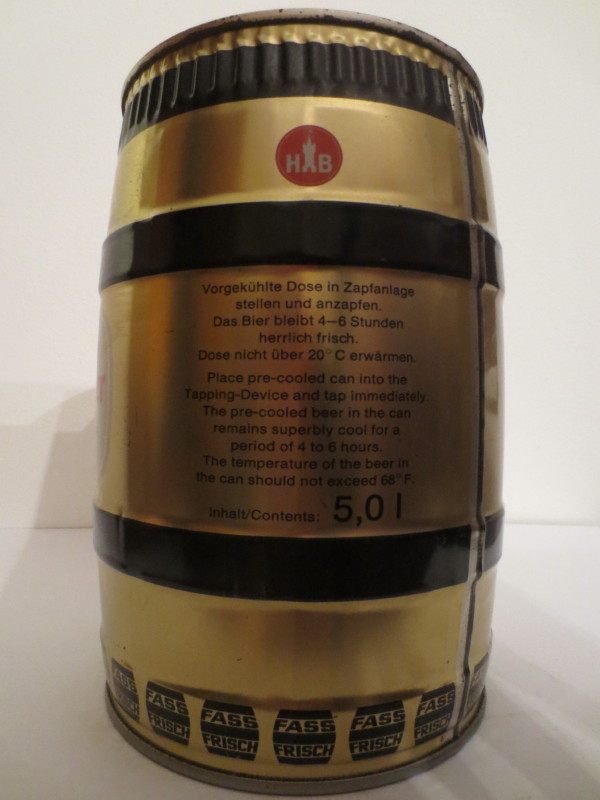 HB
Vorgekühlte Dose in Zapfanlage
stellen und anzapfen.
Das Bier bleibt 4–6 Stunden
herrlich frisch.
Dose nicht über 20°C erwärmen.
Place pre-cooled can into the
Tapping-Device and tap immediately.
The pre-cooled beer in the can
remains superbly cool for a
period of 4 to 6 hours.
The temperature of the beer in
the can should not exceed 68°F.
Inhalt/Contents: 5,0 l
FASS FASS FASS FASS FASS FASS
FRISCH FRISCH FRISCH FRISCH FRISCH FRISCH